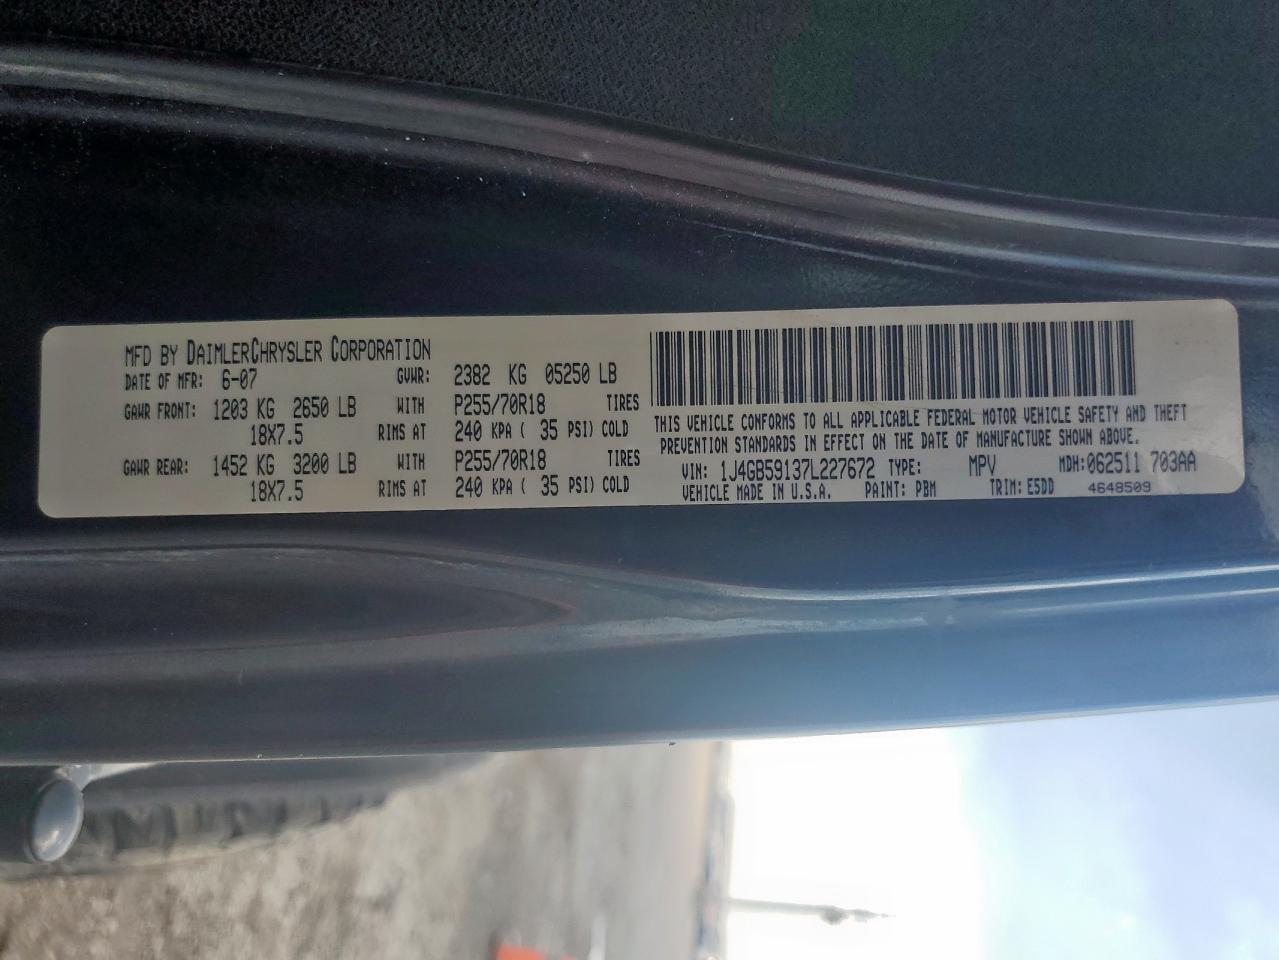 MFD BY DAIMLERCHRYSLER CORPORATION
DATE OF MFR: 6-07 GVWR: 2382 KG 05250 LB
GAWR FRONT: 1203 KG 2650 LB WITH P255/70R18 TIRES
18X7.5 RIMS AT 240 KPA ( 35 PSI) COLD
GAWR REAR: 1452 KG 3200 LB WITH P255/70R18 TIRES
18X7.5 RIMS AT 240 KPA ( 35 PSI) COLD
THIS VEHICLE CONFORMS TO ALL APPLICABLE FEDERAL MOTOR VEHICLE SAFETY AND THEFT
PREVENTION STANDARDS IN EFFECT ON THE DATE OF MANUFACTURE SHOWN ABOVE.
VIN: 1J4GB59137L227672 TYPE: MPV MDH: 062511 703AA
VEHICLE MADE IN U.S.A. PAINT: PBM TRIM: E5DD 4648509